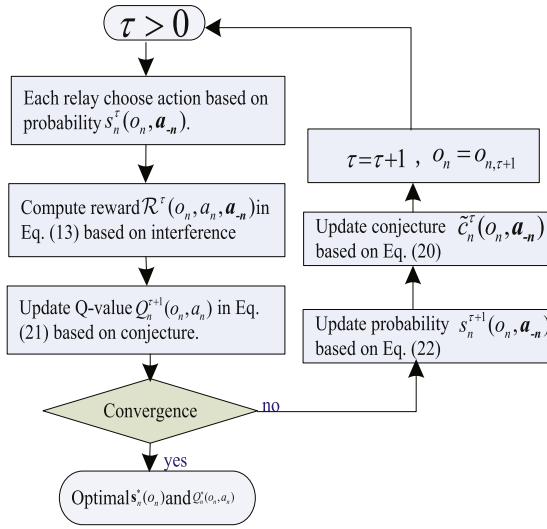 τ > 0
Each relay choose action based on
probability s_n^τ(o_n, a_-n).
Compute reward ℛ^τ(o_n, a_n, a_-n) in
Eq. (13) based on interference
Update Q-value Q_n^{τ+1}(o_n, a_n) in Eq.
(21) based on conjecture.
Convergence
no
yes
Optimal s_n^*(o_n) and Q_n^*(o_n, a_n)
Update probability s_n^{τ+1}(o_n, a_-n)
based on Eq. (22)
Update conjecture c̃_n^τ(o_n, a_-n)
based on Eq. (20)
τ=τ+1 , o_n = o_{n,τ+1}